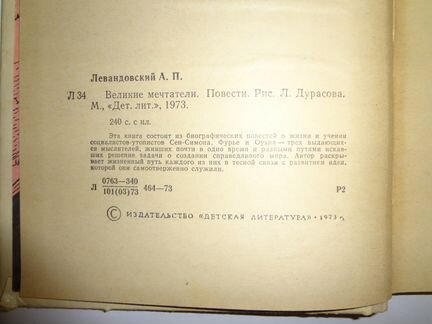 Левандовский А. П.
Л 34 Великие мечтатели. Повести. Рис. Л. Дурасова.
М., «Дет. лит.», 1973.
240 с. с ил.
Эта книга состоит из биографических повестей о жизни и учении
социалистов-утопистов Сен-Симона, Фурье и Оуэна — трех выдающих-
ся мыслителей, живших почти в одно время и разными путями искав-
ших решение задачи о создании справедливого мира. Автор раскры-
вает жизненный путь каждого из них в тесной связи с развитием идеи,
которой они самоотверженно служили.
Л 0763—340
101(03)73 464—73 Р2
© ИЗДАТЕЛЬСТВО «ДЕТСКАЯ ЛИТЕРАТУРА» · 1973 г.